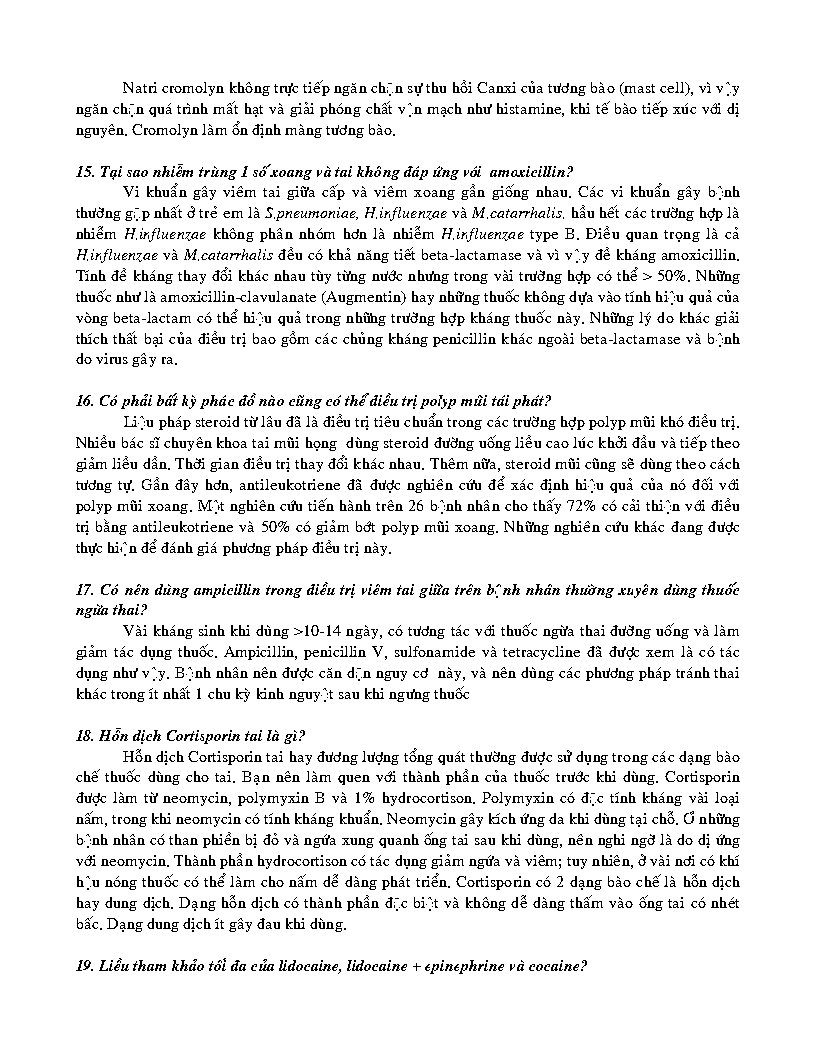 Natri cromolyn không trực tiếp ngăn chặn sự thu hồi Canxi của tương bào (mast cell), vì vậy
ngăn chặn quá trình mất hạt và giải phóng chất vận mạch như histamine, khi tế bào tiếp xúc với dị
nguyên. Cromolyn làm ổn định màng tương bào.
15. Tại sao nhiễm trùng 1 số xoang và tai không đáp ứng với amoxicillin?
Vi khuẩn gây viêm tai giữa cấp và viêm xoang gần giống nhau. Các vi khuẩn gây bệnh
thường gặp nhất ở trẻ em là S.pneumoniae, H.influenzae và M.catarrhalis. hầu hết các trường hợp là
nhiễm H.influenzae không phân nhóm hơn là nhiễm H.influenzae type B. Điều quan trọng là cả
H.influenzae và M.catarrhalis đều có khả năng tiết beta-lactamase và vì vậy đề kháng amoxicillin.
Tính đề kháng thay đổi khác nhau tùy từng nước nhưng trong vài trường hợp có thể > 50%. Những
thuốc như là amoxicillin-clavulanate (Augmentin) hay những thuốc không dựa vào tính hiệu quả của
vòng beta-lactam có thể hiệu quả trong những trường hợp kháng thuốc này. Những lý do khác giải
thích thất bại của điều trị bao gồm các chủng kháng penicillin khác ngoài beta-lactamase và bệnh
do virus gây ra.
16. Có phải bất kỳ phác đồ nào cũng có thể điều trị polyp mũi tái phát?
Liệu pháp steroid từ lâu đã là điều trị tiêu chuẩn trong các trường hợp polyp mũi khó điều trị.
Nhiều bác sĩ chuyên khoa tai mũi họng dùng steroid đường uống liều cao lúc khởi đầu và tiếp theo
giảm liều dần. Thời gian điều trị thay đổi khác nhau. Thêm nữa, steroid mũi cũng sẽ dùng theo cách
tương tự. Gần đây hơn, antileukotriene đã được nghiên cứu để xác định hiệu quả của nó đối với
polyp mũi xoang. Một nghiên cứu tiến hành trên 26 bệnh nhân cho thấy 72% có cải thiện với điều
trị bằng antileukotriene và 50% có giảm bớt polyp mũi xoang. Những nghiên cứu khác đang được
thực hiện để đánh giá phương pháp điều trị này.
17. Có nên dùng ampicillin trong điều trị viêm tai giữa trên bệnh nhân thường xuyên dùng thuốc
ngừa thai?
Vài kháng sinh khi dùng >10-14 ngày, có tương tác với thuốc ngừa thai đường uống và làm
giảm tác dụng thuốc. Ampicillin, penicillin V, sulfonamide và tetracycline đã được xem là có tác
dụng như vậy. Bệnh nhân nên được căn dặn nguy cơ này, và nên dùng các phương pháp tránh thai
khác trong ít nhất 1 chu kỳ kinh nguyệt sau khi ngưng thuốc
18. Hỗn dịch Cortisporin tai là gì?
Hỗn dịch Cortisporin tai hay đương lượng tổng quát thường được sử dụng trong các dạng bào
chế thuốc dùng cho tai. Bạn nên làm quen với thành phần của thuốc trước khi dùng. Cortisporin
được làm từ neomycin, polymyxin B và 1% hydrocortison. Polymyxin có đặc tính kháng vài loại
nấm, trong khi neomycin có tính kháng khuẩn. Neomycin gây kích ứng da khi dùng tại chỗ. Ở những
bệnh nhân có than phiền bị đỏ và ngứa xung quanh ống tai sau khi dùng, nên nghi ngờ là do dị ứng
với neomycin. Thành phần hydrocortison có tác dụng giảm ngứa và viêm; tuy nhiên, ở vài nơi có khí
hậu nóng thuốc có thể làm cho nấm dễ dàng phát triển. Cortisporin có 2 dạng bào chế là hỗn dịch
hay dung dịch. Dạng hỗn dịch có thành phần đặc biệt và không dễ dàng thấm vào ống tai có nhét
bấc. Dạng dung dịch ít gây đau khi dùng.
19. Liều tham khảo tối đa của lidocaine, lidocaine + epinephrine và cocaine?